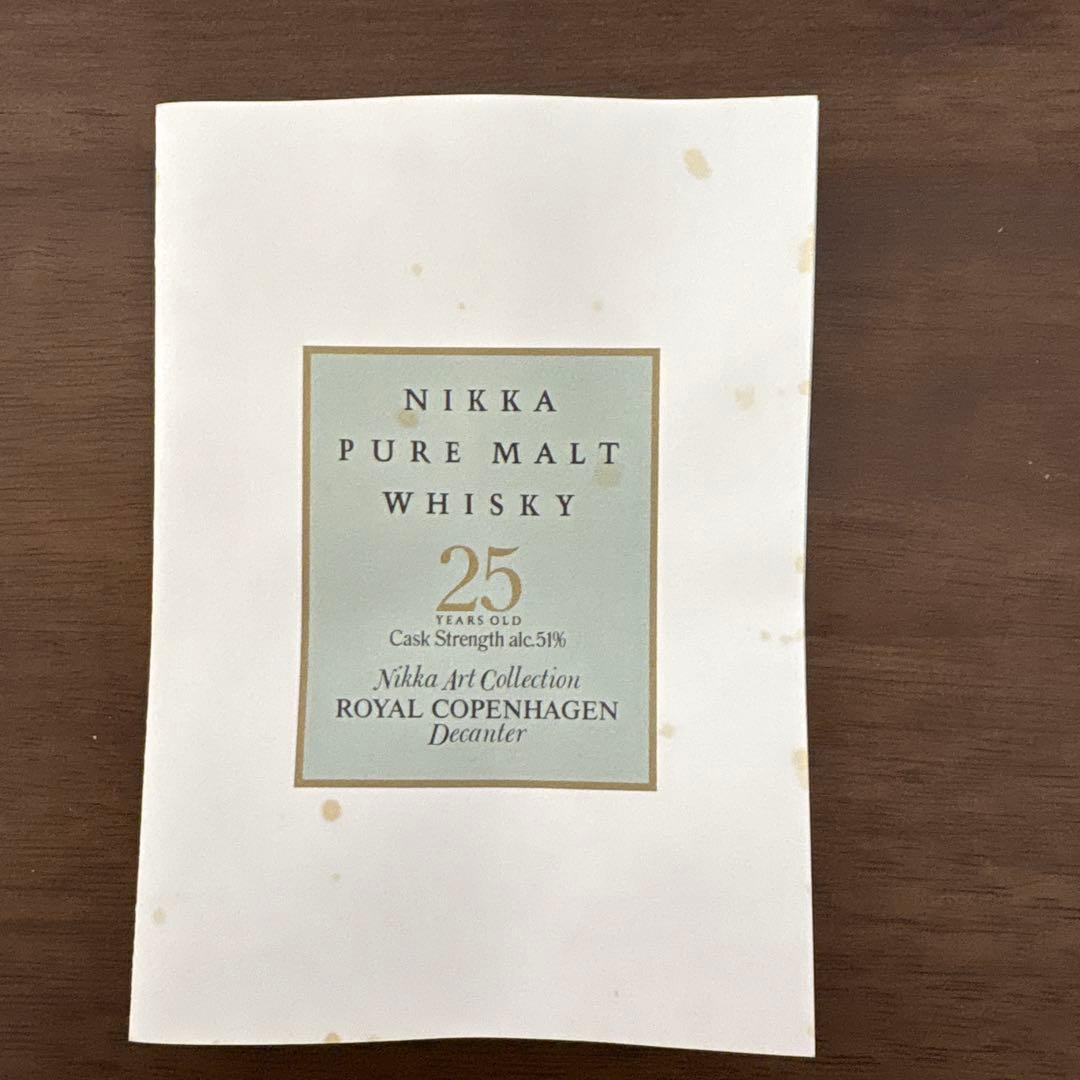 NIKKA
PURE MALT
WHISKY
25
YEARS OLD
Cask Strength alc.51%
Nikka Art Collection
ROYAL COPENHAGEN
Decanter